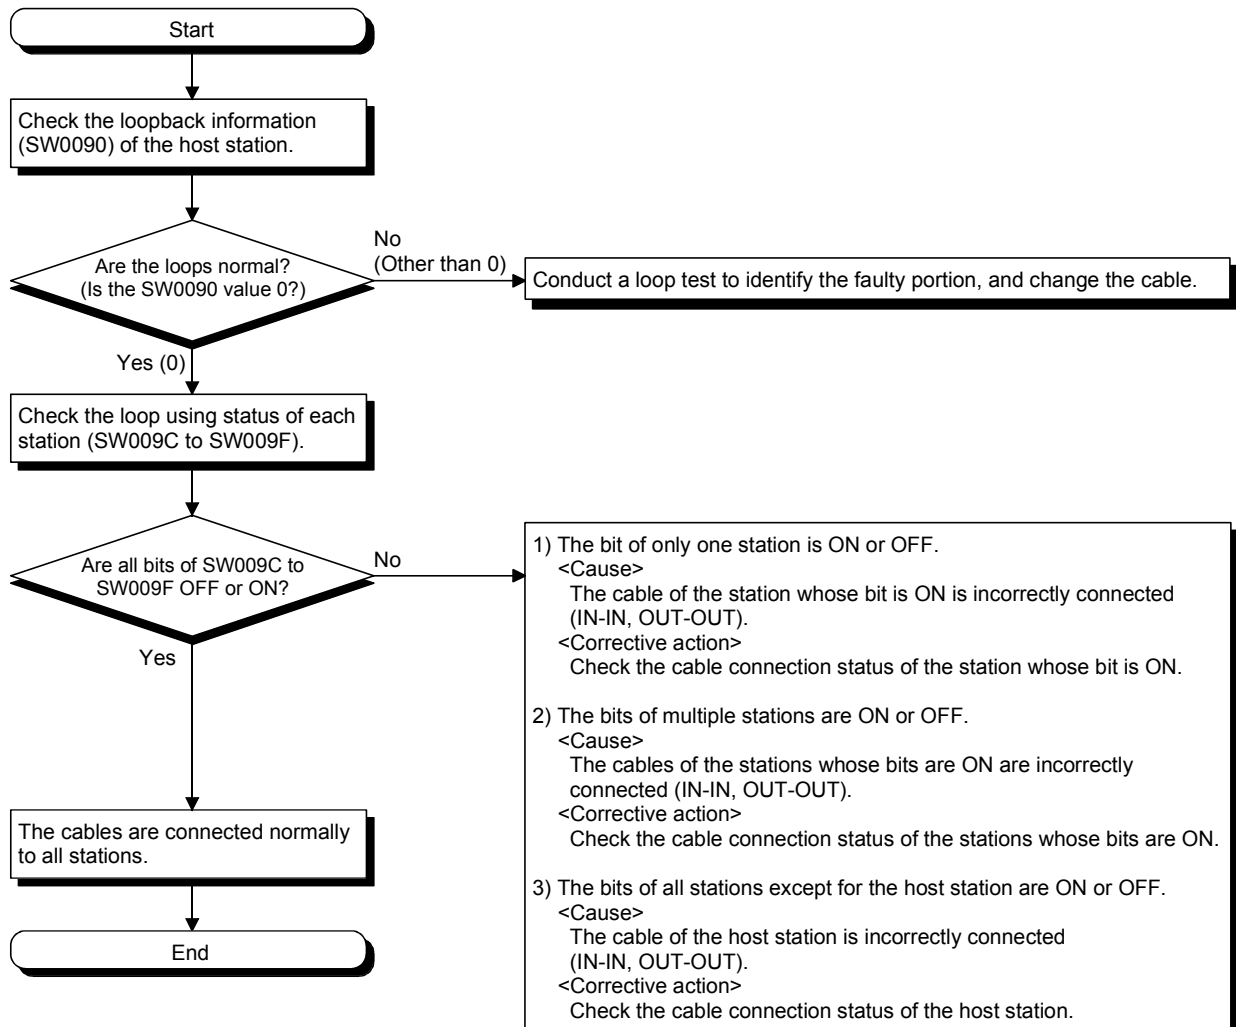 Start
Check the loopback information
(SW0090) of the host station.
Are the loops normal?
(Is the SW0090 value 0?)
No
(Other than 0)
Conduct a loop test to identify the faulty portion, and change the cable.
Yes (0)
Check the loop using status of each
station (SW009C to SW009F).
Are all bits of SW009C to
SW009F OFF or ON?
No
1) The bit of only one station is ON or OFF.
<Cause>
The cable of the station whose bit is ON is incorrectly connected
(IN-IN, OUT-OUT).
<Corrective action>
Check the cable connection status of the station whose bit is ON.
2) The bits of multiple stations are ON or OFF.
<Cause>
The cables of the stations whose bits are ON are incorrectly
connected (IN-IN, OUT-OUT).
<Corrective action>
Check the cable connection status of the stations whose bits are ON.
3) The bits of all stations except for the host station are ON or OFF.
<Cause>
The cable of the host station is incorrectly connected
(IN-IN, OUT-OUT).
<Corrective action>
Check the cable connection status of the host station.
Yes
The cables are connected normally
to all stations.
End